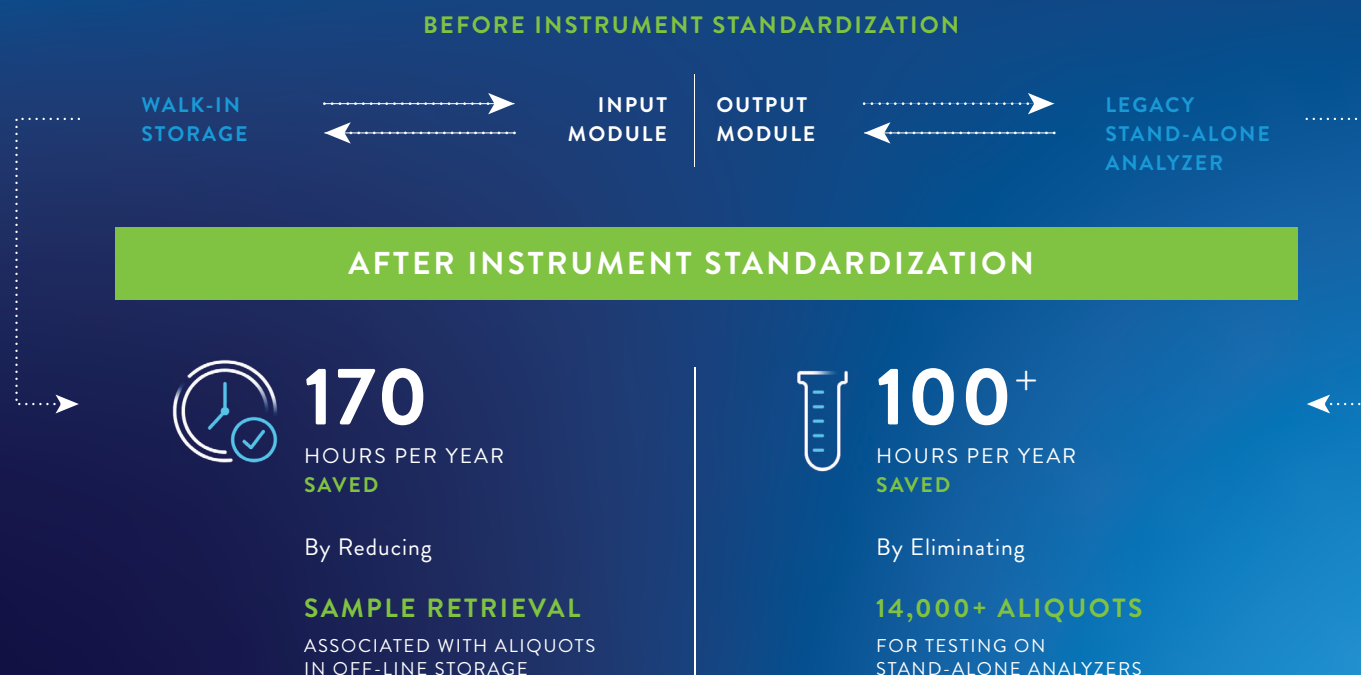 BEFORE INSTRUMENT STANDARDIZATION
WALK-IN
STORAGE
INPUT
MODULE
OUTPUT
MODULE
LEGACY
STAND-ALONE
ANALYZER
AFTER INSTRUMENT STANDARDIZATION
170
HOURS PER YEAR
SAVED
By Reducing
SAMPLE RETRIEVAL
ASSOCIATED WITH ALIQUOTS
IN OFF-LINE STORAGE
100+
HOURS PER YEAR
SAVED
By Eliminating
14,000+ ALIQUOTS
FOR TESTING ON
STAND-ALONE ANALYZERS